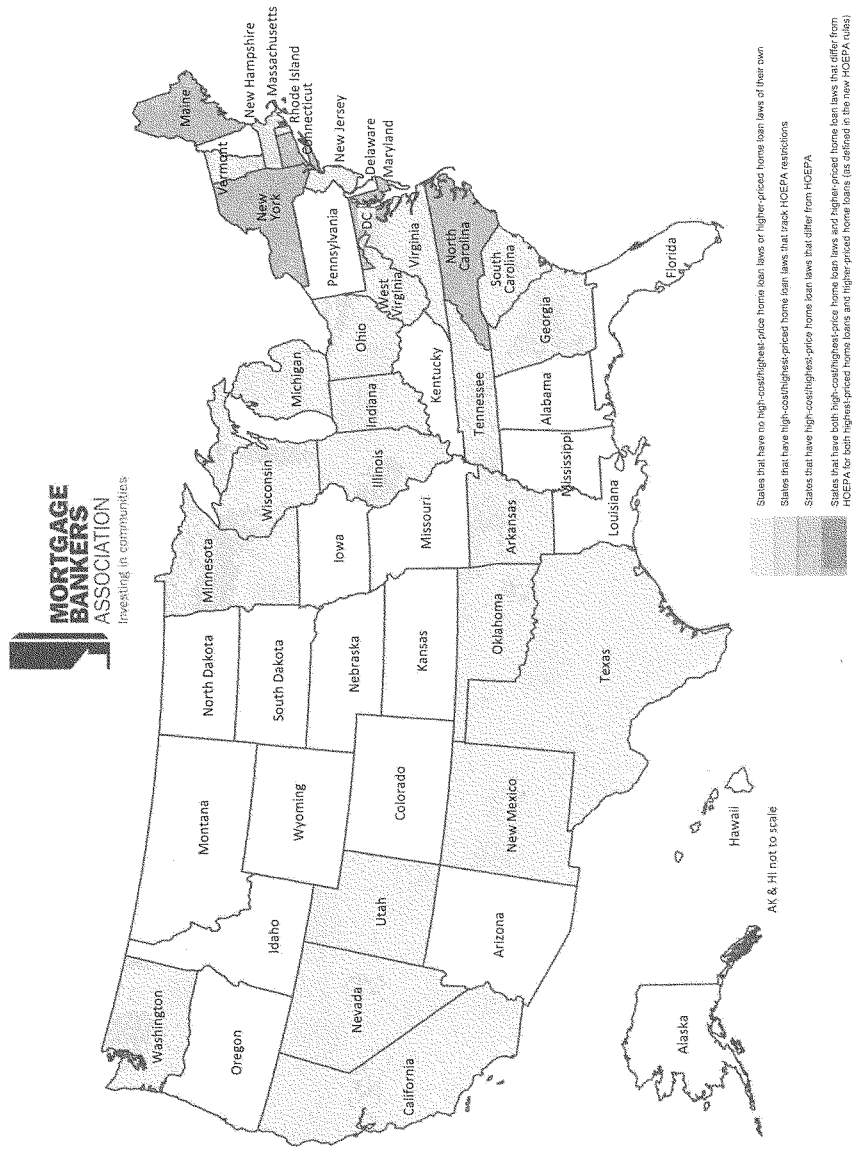 MORTGAGE
BANKERS
ASSOCIATION
Investing in communities
Washington
Oregon
California
Nevada
Idaho
Utah
Arizona
Montana
Wyoming
Colorado
New Mexico
North Dakota
South Dakota
Nebraska
Kansas
Oklahoma
Texas
Minnesota
Iowa
Missouri
Arkansas
Louisiana
Wisconsin
Illinois
Mississippi
Michigan
Indiana
Kentucky
Tennessee
Alabama
Ohio
West
Virginia
Virginia
North
Carolina
South
Carolina
Georgia
Florida
Pennsylvania
New
York
Vermont
Maine
New Hampshire
Massachusetts
Rhode Island
Connecticut
New Jersey
Delaware
Maryland
DC
Alaska
Hawaii
AK & HI not to scale
States that have no high-cost/highest-price home loan laws or higher-priced home loan laws of their own
States that have high-cost/highest-priced home loan laws that track HOEPA restrictions
States that have high-cost/highest-price home loan laws that differ from HOEPA
States that have both high-cost/highest-price home loan laws and higher-priced home loan laws that differ from
HOEPA for both highest-priced home loans and higher-priced home loans (as defined in the new HOEPA rules)